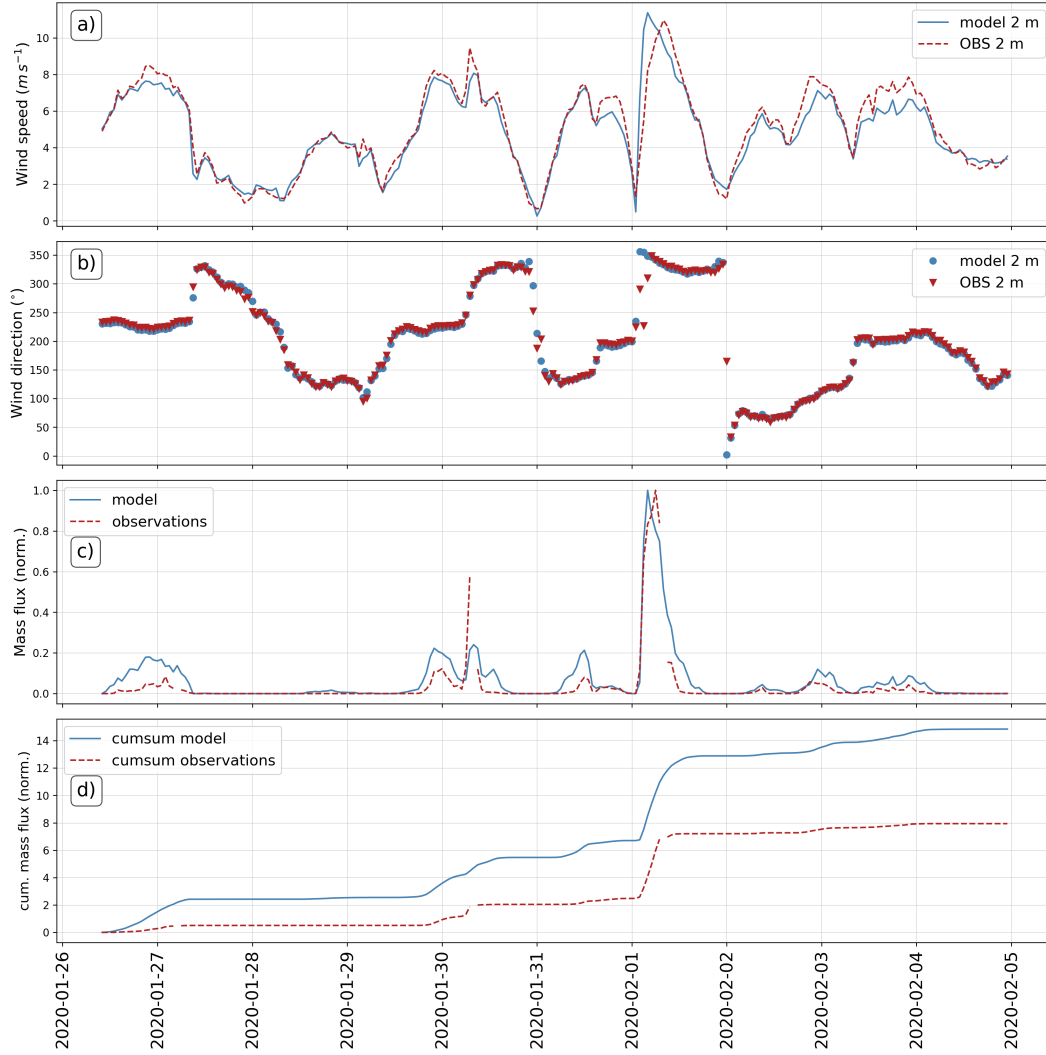 a)
Wind speed (m s⁻¹)
10
8
6
4
2
0
model 2 m
OBS 2 m
b)
Wind direction (°)
350
300
250
200
150
100
50
0
model 2 m
OBS 2 m
model
observations
c)
Mass flux (norm.)
1.0
0.8
0.6
0.4
0.2
0.0
cumsum model
cumsum observations
d)
cum. mass flux (norm.)
14
12
10
8
6
4
2
0
2020-01-26
2020-01-27
2020-01-28
2020-01-29
2020-01-30
2020-01-31
2020-02-01
2020-02-02
2020-02-03
2020-02-04
2020-02-05